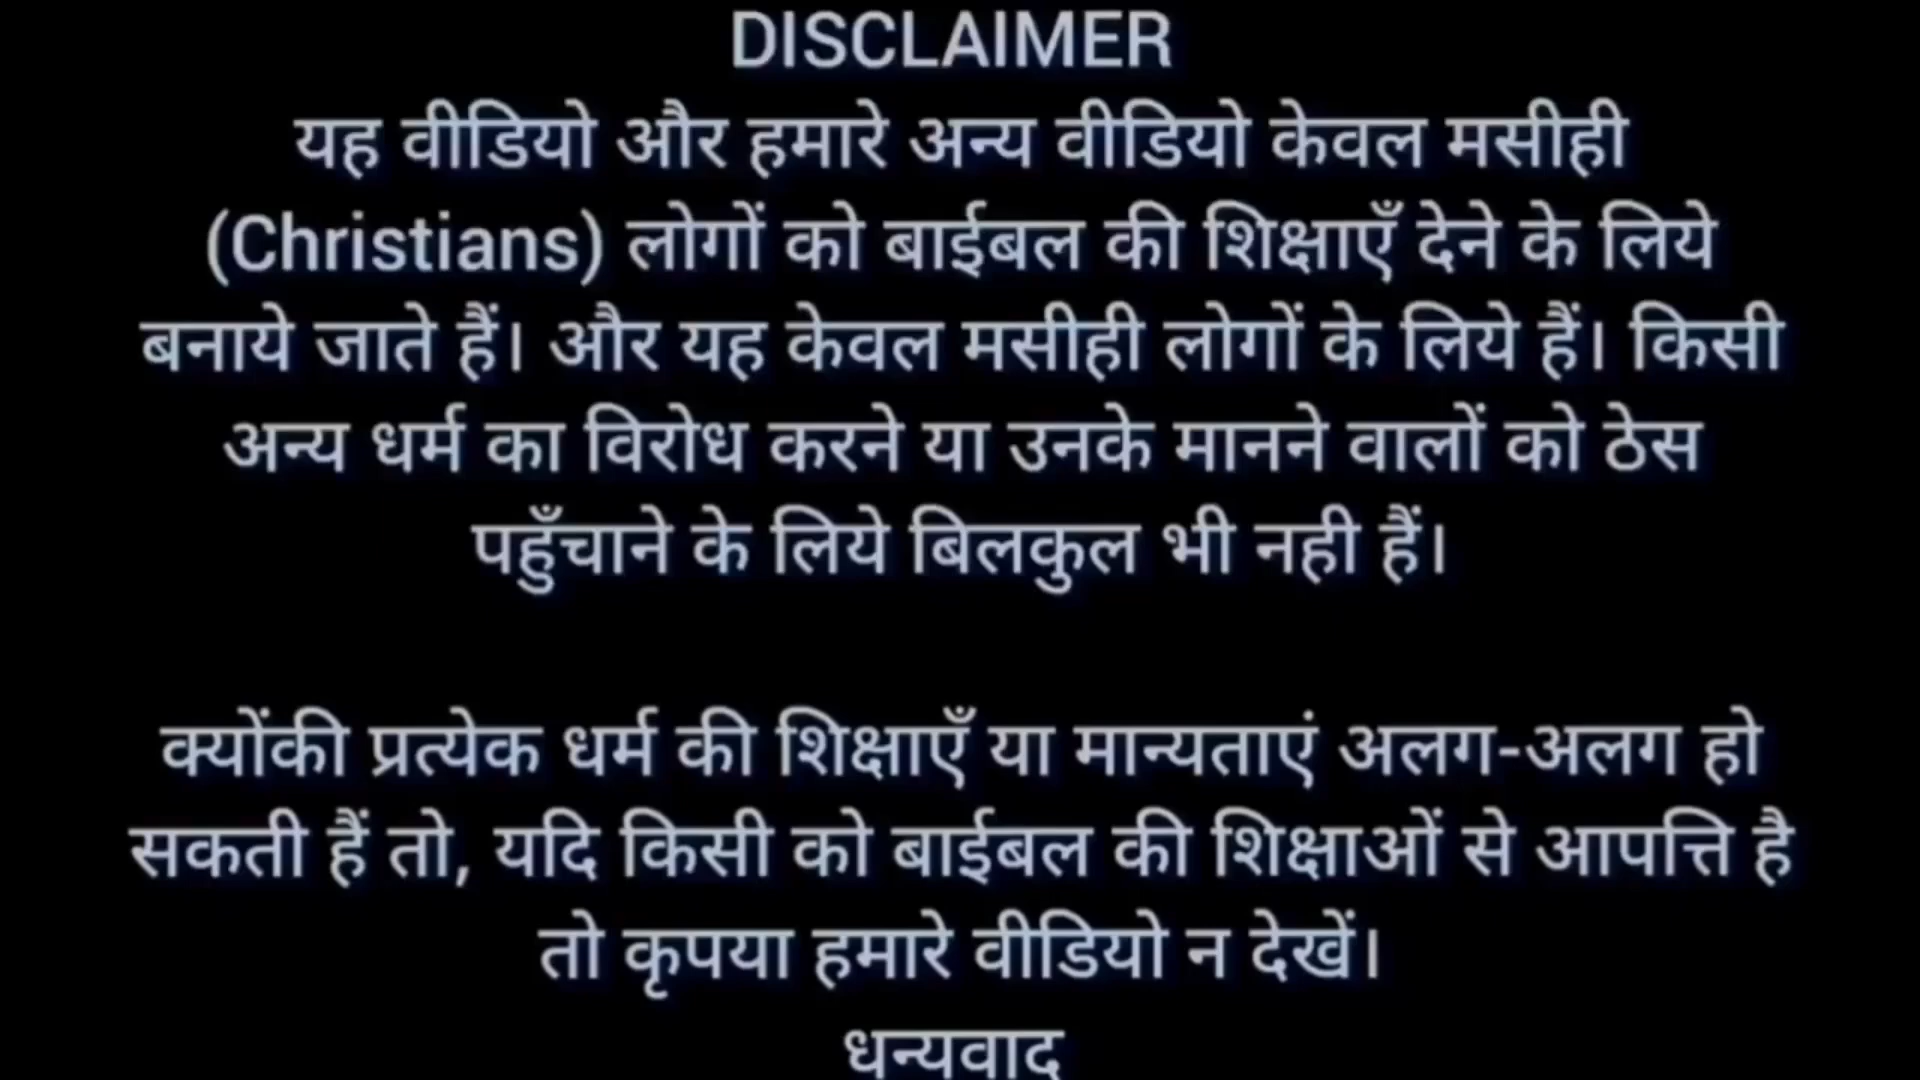 DISCLAIMER
यह वीडियो और हमारे अन्य वीडियो केवल मसीही
(Christians) लोगों को बाईबल की शिक्षाएँ देने के लिये
बनाये जाते हैं। और यह केवल मसीही लोगों के लिये हैं। किसी
अन्य धर्म का विरोध करने या उनके मानने वालों को ठेस
पहुँचाने के लिये बिलकुल भी नही हैं।
क्योंकी प्रत्येक धर्म की शिक्षाएँ या मान्यताएं अलग-अलग हो
सकती हैं तो, यदि किसी को बाईबल की शिक्षाओं से आपत्ति है
तो कृपया हमारे वीडियो न देखें।
धन्यवाद